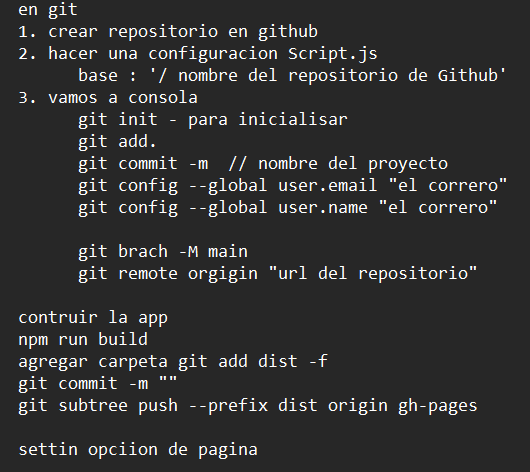 en git
1. crear repositorio en github
2. hacer una configuracion Script.js
base : '/ nombre del repositorio de Github'
3. vamos a consola
git init - para inicialisar
git add.
git commit -m  // nombre del proyecto
git config --global user.email "el correro"
git config --global user.name "el correro"
git brach -M main
git remote orgigin "url del repositorio"
contruir la app
npm run build
agregar carpeta git add dist -f
git commit -m ""
git subtree push --prefix dist origin gh-pages
settin opciion de pagina